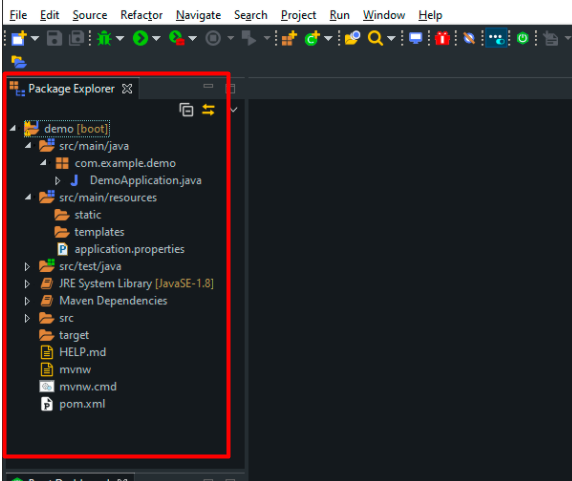 File Edit Source Refactor Navigate Search Project Run Window Help
Package Explorer
demo [boot]
src/main/java
com.example.demo
DemoApplication.java
src/main/resources
static
templates
application.properties
src/test/java
JRE System Library [JavaSE-1.8]
Maven Dependencies
src
target
HELP.md
mvnw
mvnw.cmd
pom.xml